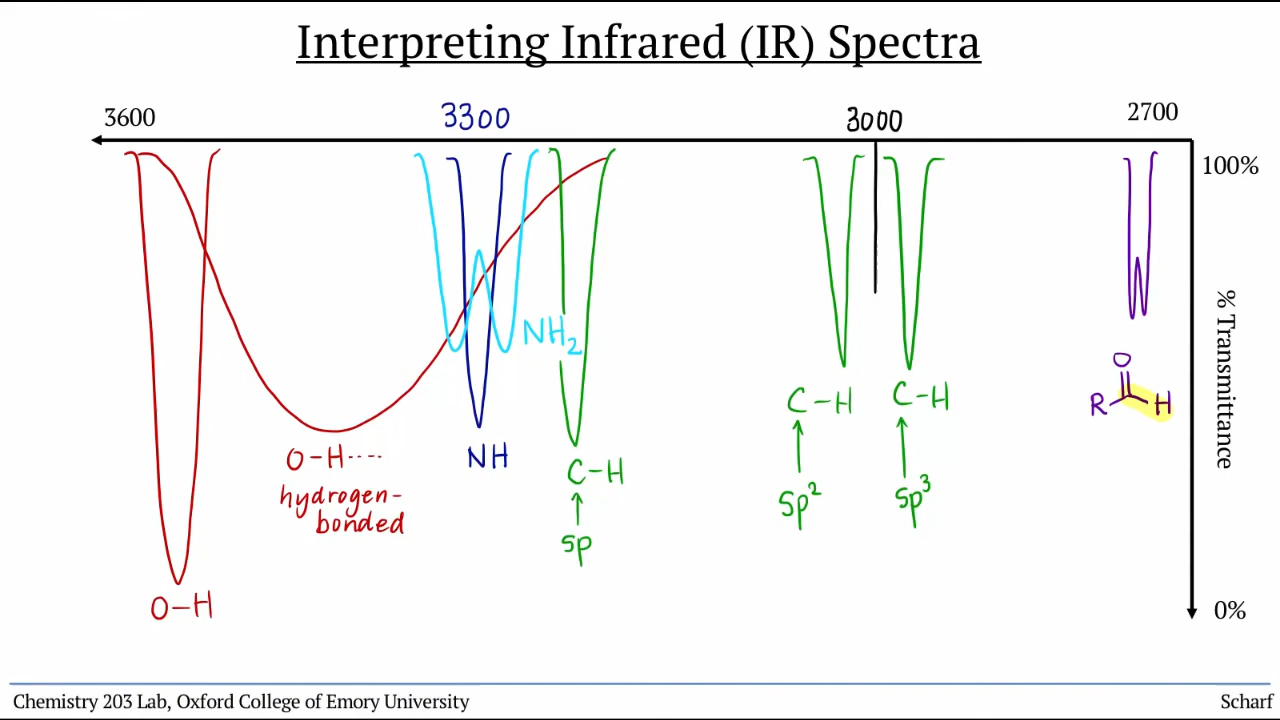 Interpreting Infrared (IR) Spectra
3600
3300
3000
2700
100%
% Transmittance
0%
NH₂
O
R
H
C-H
C-H
sp²
sp³
O-H····
hydrogen-
bonded
NH
C-H
sp
O-H
Chemistry 203 Lab, Oxford College of Emory University
Scharf